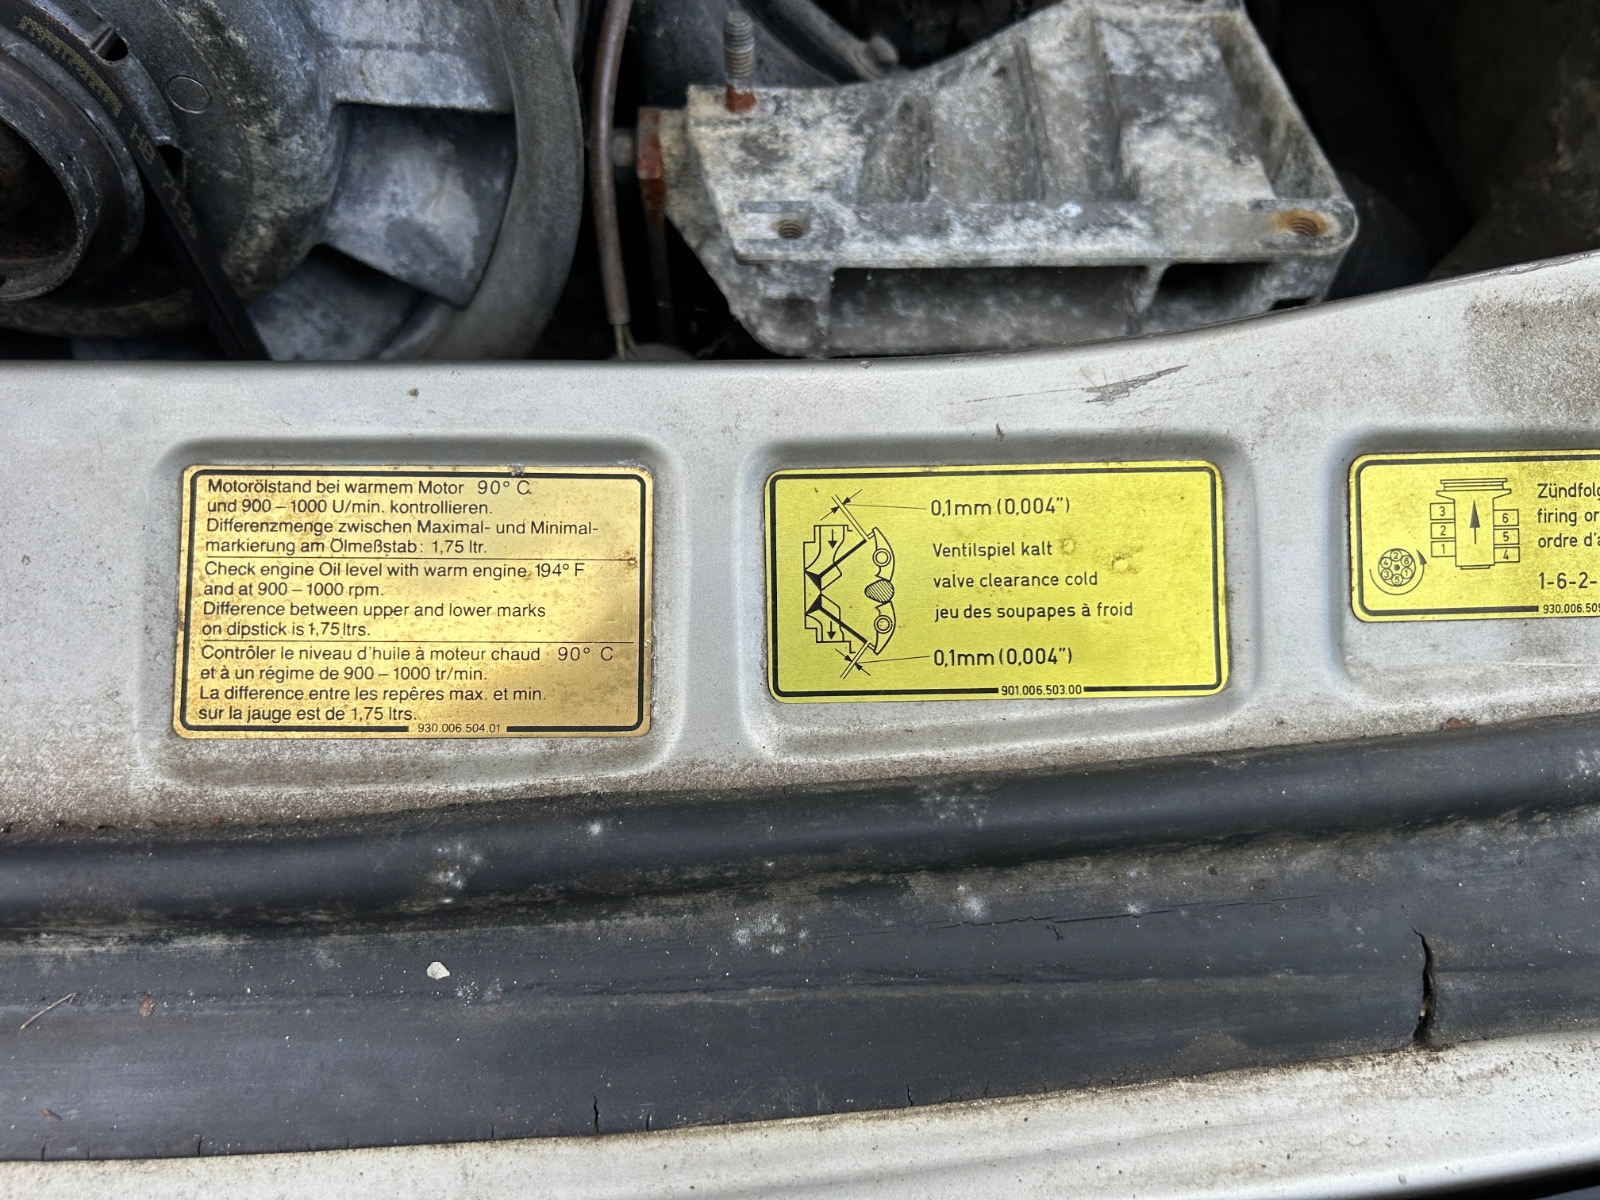 Motorölstand bei warmem Motor 90° C.
und 900 – 1000 U/min. kontrollieren.
Differenzmenge zwischen Maximal- und Minimal-
markierung am Ölmeßstab: 1,75 ltr.
Check engine Oil level with warm engine 194° F
and at 900 – 1000 rpm.
Difference between upper and lower marks
on dipstick is 1,75 ltrs.
Contrôler le niveau d'huile à moteur chaud 90° C
et à un régime de 900 – 1000 tr/min.
La différence entre les repêres max. et min.
sur la jauge est de 1,75 ltrs.
930.006.504.01
0,1mm (0,004")
Ventilspiel kalt
valve clearance cold
jeu des soupapes à froid
0,1mm (0,004")
901.006.503.00
Zündfolg
firing or
ordre d'a
1-6-2-
3 6
2 5
1 4
930.006.509